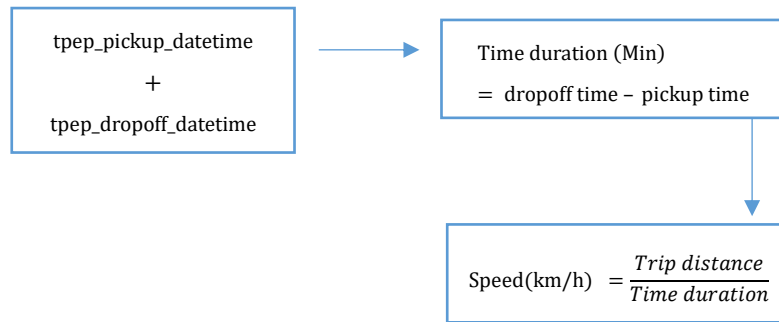 tpep_pickup_datetime
+
tpep_dropoff_datetime
Time duration (Min)
= dropoff time – pickup time
Speed(km/h) = Trip distance / Time duration